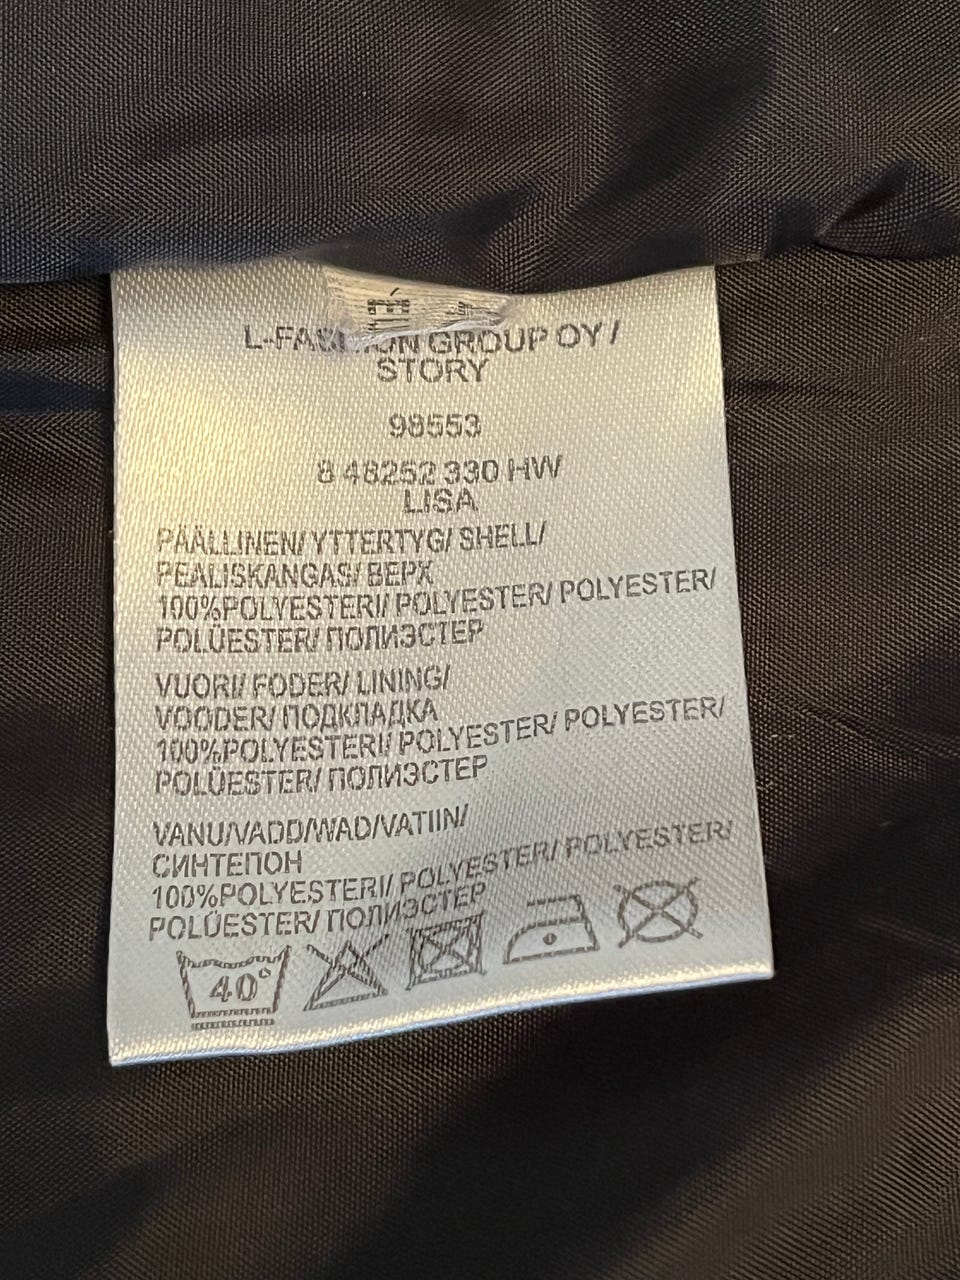 L-FASHION GROUP OY/
STORY
98553
8 48252 330 HW
LISA
PÄÄLLINEN/ YTTERTYG/ SHELL/
PEALISKANGAS/ ВЕРХ
100%POLYESTERI/ POLYESTER/ POLYESTER/
POLÜESTER/ ПОЛИЭСТЕР
VUORI/ FODER/ LINING/
VOODER/ ПОДКЛАДКА
100%POLYESTERI/ POLYESTER/ POLYESTER/
POLÜESTER/ ПОЛИЭСТЕР
VANU/VADD/WAD/VATIIN/
СИНТЕПОН
100%POLYESTERI/ POLYESTER/ POLYESTER/
POLÜESTER/ ПОЛИЭСТЕР
40°